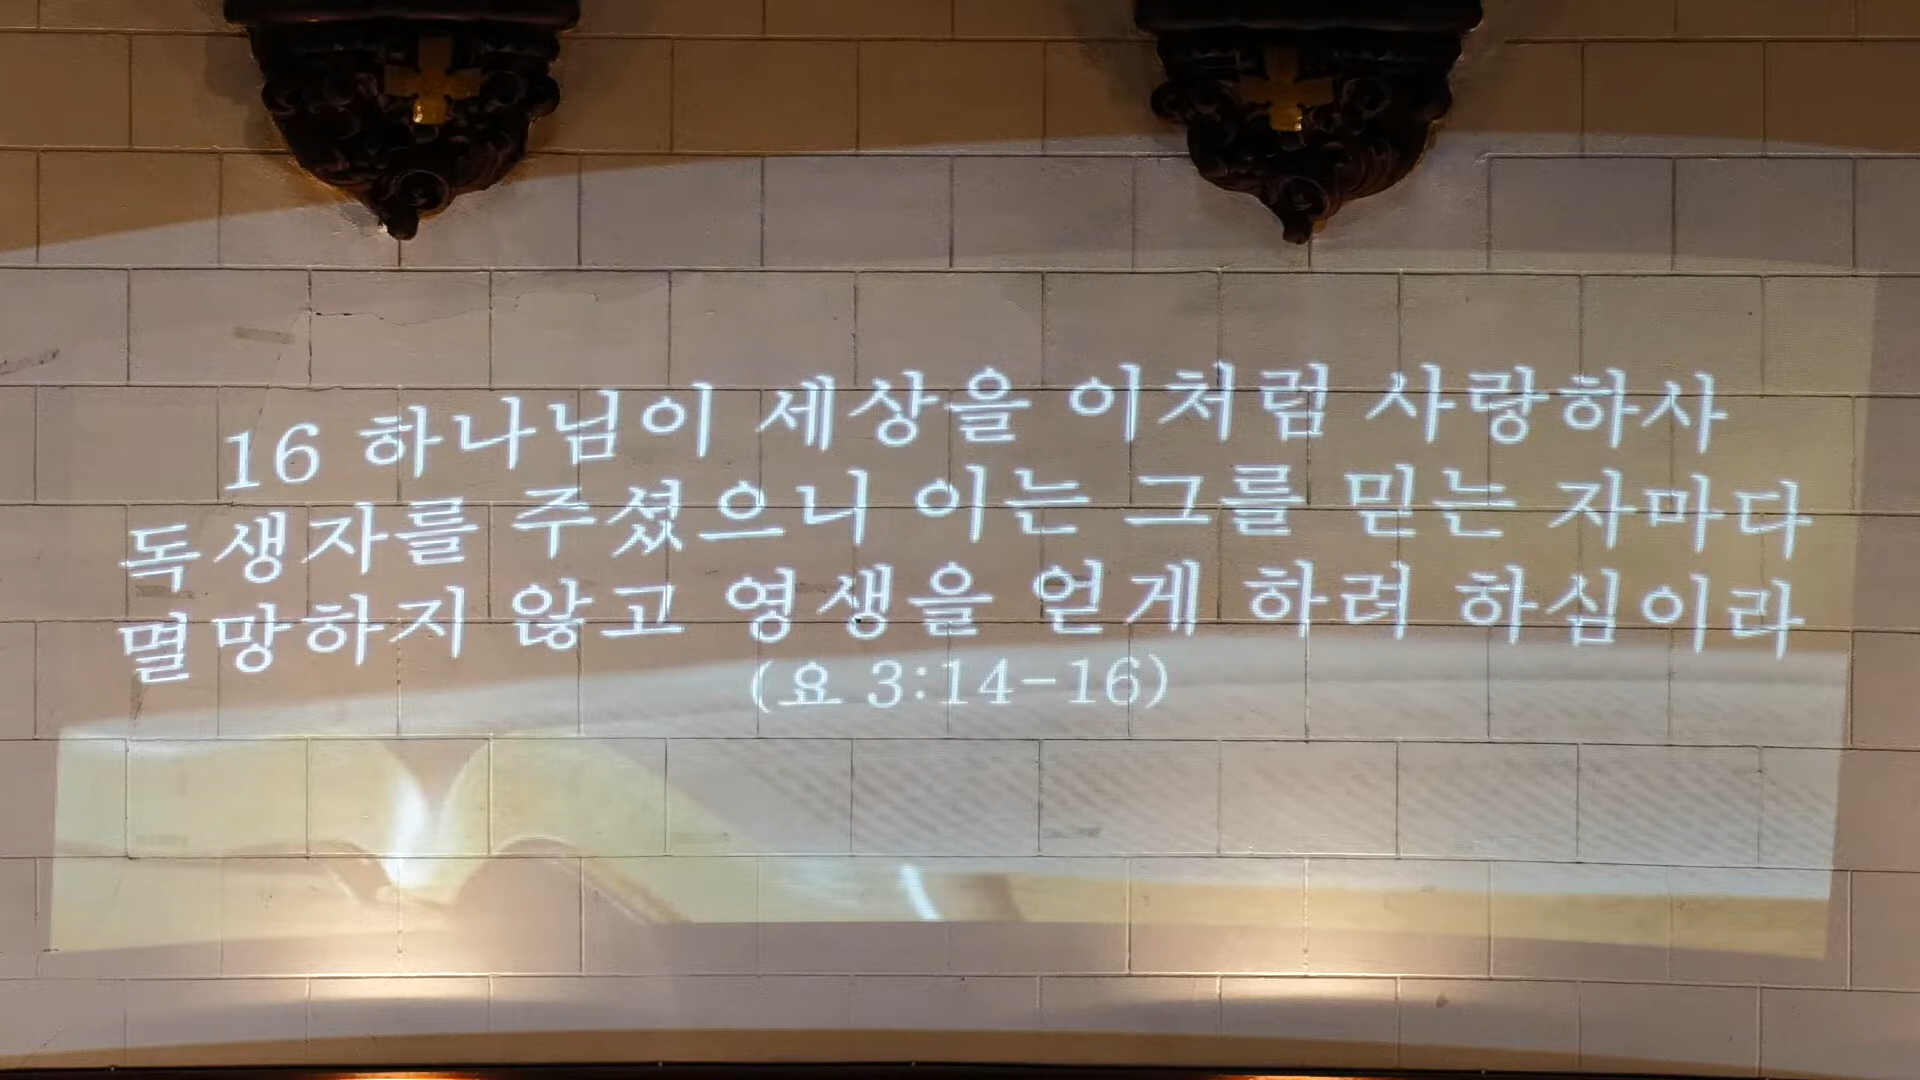 16 하나님이 세상을 이처럼 사랑하사
독생자를 주셨으니 이는 그를 믿는 자마다
멸망하지 않고 영생을 얻게 하려 하심이라
(요 3:14-16)